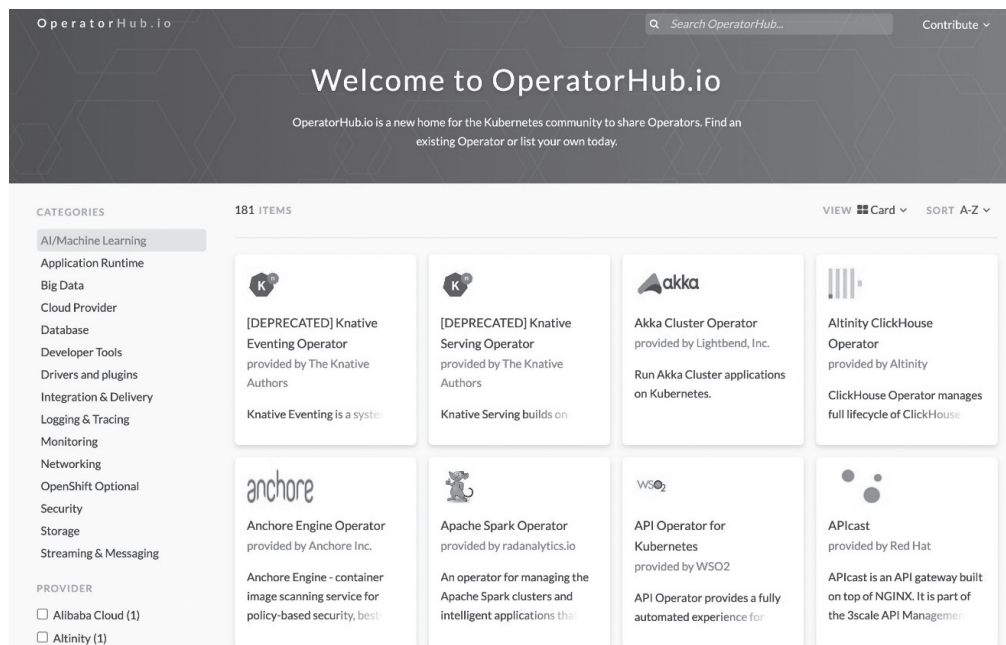 OperatorHub.io
Search OperatorHub...
Contribute
Welcome to OperatorHub.io
OperatorHub.io is a new home for the Kubernetes community to share Operators. Find an
existing Operator or list your own today.
CATEGORIES
AI/Machine Learning
Application Runtime
Big Data
Cloud Provider
Database
Developer Tools
Drivers and plugins
Integration & Delivery
Logging & Tracing
Monitoring
Networking
OpenShift Optional
Security
Storage
Streaming & Messaging
PROVIDER
Alibaba Cloud (1)
Altinity (1)
181 ITEMS
VIEW Card
SORT A-Z
K n
[DEPRECATED] Knative
Eventing Operator
provided by The Knative
Authors
Knative Eventing is a syste
K n
[DEPRECATED] Knative
Serving Operator
provided by The Knative
Authors
Knative Serving builds on
akka
Akka Cluster Operator
provided by Lightbend, Inc.
Run Akka Cluster applications
on Kubernetes.
Altinity ClickHouse
Operator
provided by Altinity
ClickHouse Operator manages
full lifecycle of ClickHouse
anchore
Anchore Engine Operator
provided by Anchore Inc.
Anchore Engine - container
image scanning service for
policy-based security, best-
Apache Spark Operator
provided by radanalytics.io
An operator for managing the
Apache Spark clusters and
intelligent applications tha
WSO2
API Operator for
Kubernetes
provided by WSO2
API Operator provides a fully
automated experience for
APIcast
provided by Red Hat
APIcast is an API gateway built
on top of NGINX. It is part of
the 3scale API Managemen